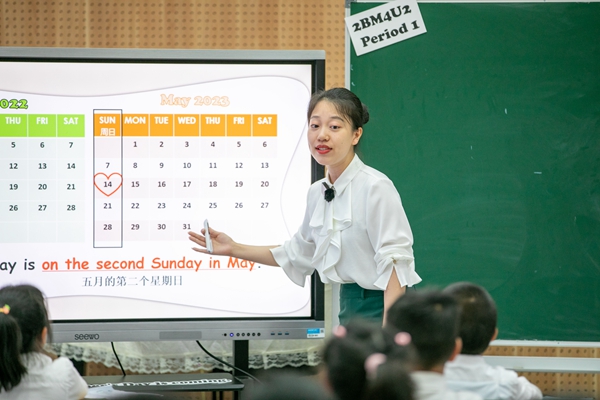 2BM4U2
Period 1
2022
May 2023
THU FRI SAT
SUN MON TUE WED THU FRI SAT
周日
5 6 7
1 2 3 4 5 6
12 13 14
7 8 9 10 11 12 13
19 20 21
14 15 16 17 18 19 20
26 27 28
21 22 23 24 25 26 27
28 29 30 31
ay is on the second Sunday in May.
五月的第二个星期日
seewo
is coming